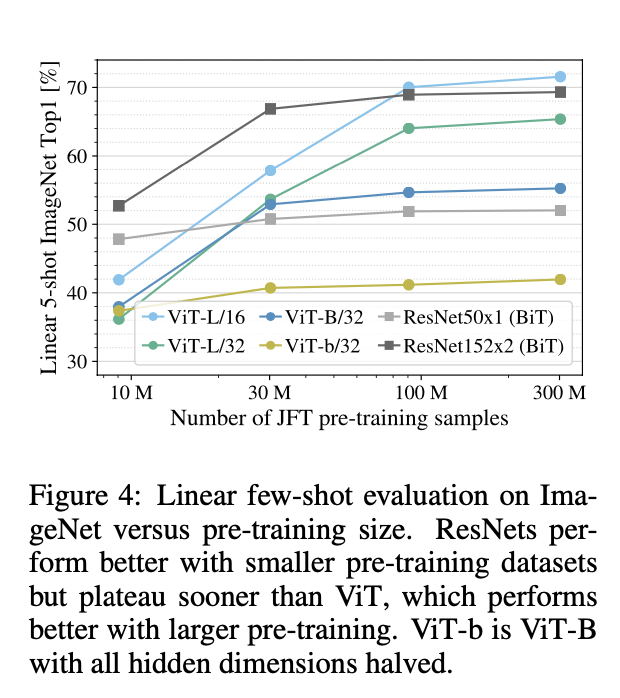 Linear 5-shot ImageNet Top1 [%]
70
60
50
40
30
ViT-L/16 ViT-B/32 ResNet50x1 (BiT)
ViT-L/32 ViT-b/32 ResNet152x2 (BiT)
10 M 30 M 100 M 300 M
Number of JFT pre-training samples
Figure 4: Linear few-shot evaluation on Ima-
geNet versus pre-training size. ResNets per-
form better with smaller pre-training datasets
but plateau sooner than ViT, which performs
better with larger pre-training. ViT-b is ViT-B
with all hidden dimensions halved.